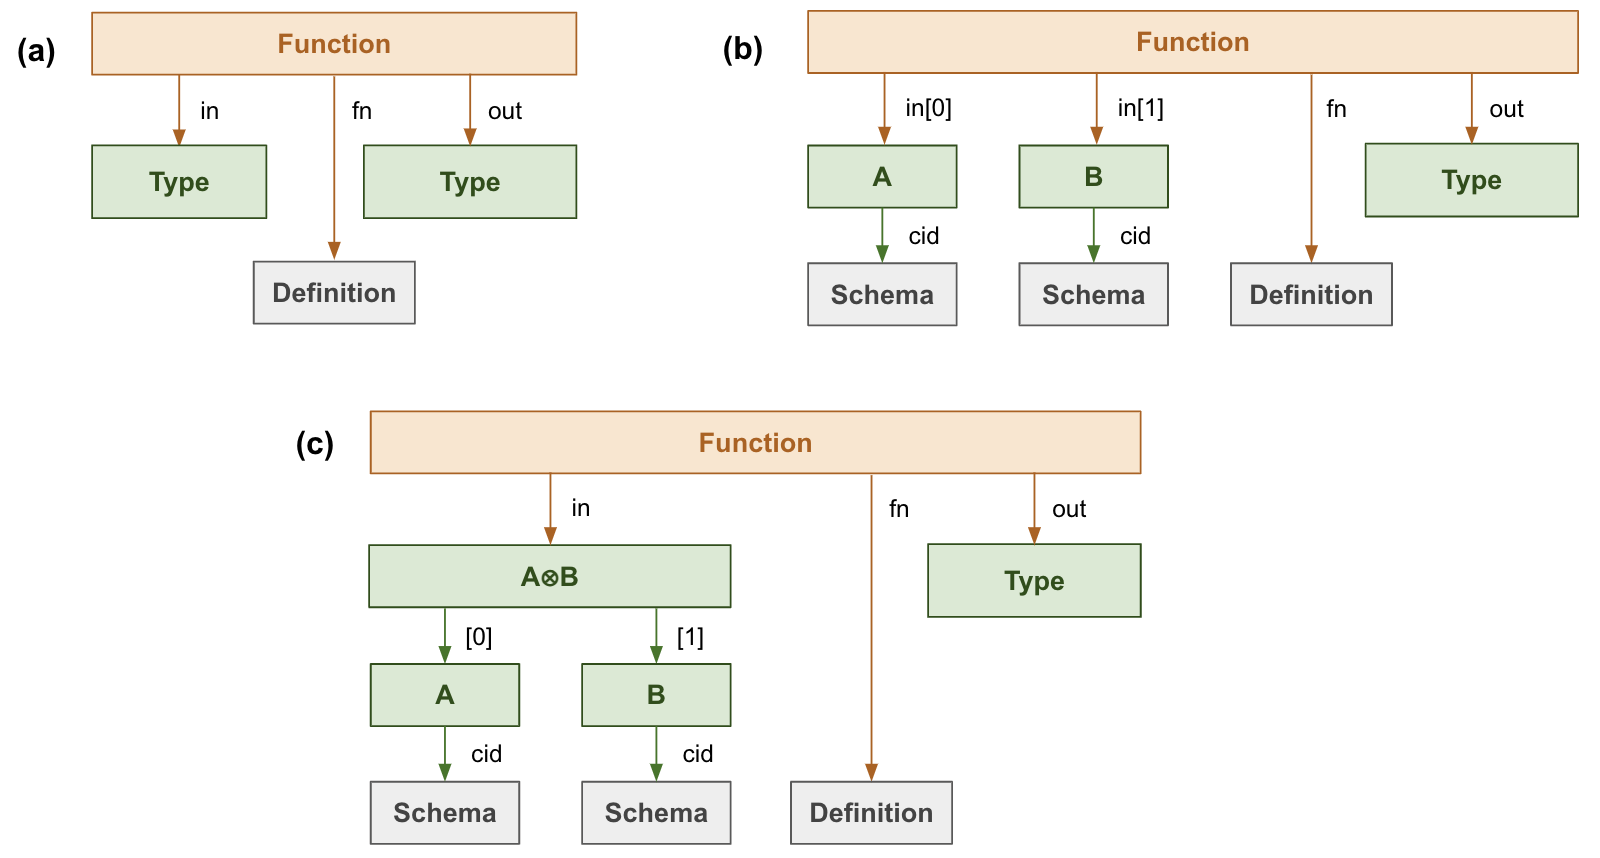 (a)
Function
in
fn
out
Type
Type
Definition
(b)
Function
in[0]
in[1]
fn
out
A
B
Type
cid
cid
Schema
Schema
Definition
(c)
Function
in
fn
out
A⊗B
Type
[0]
[1]
A
B
cid
cid
Schema
Schema
Definition